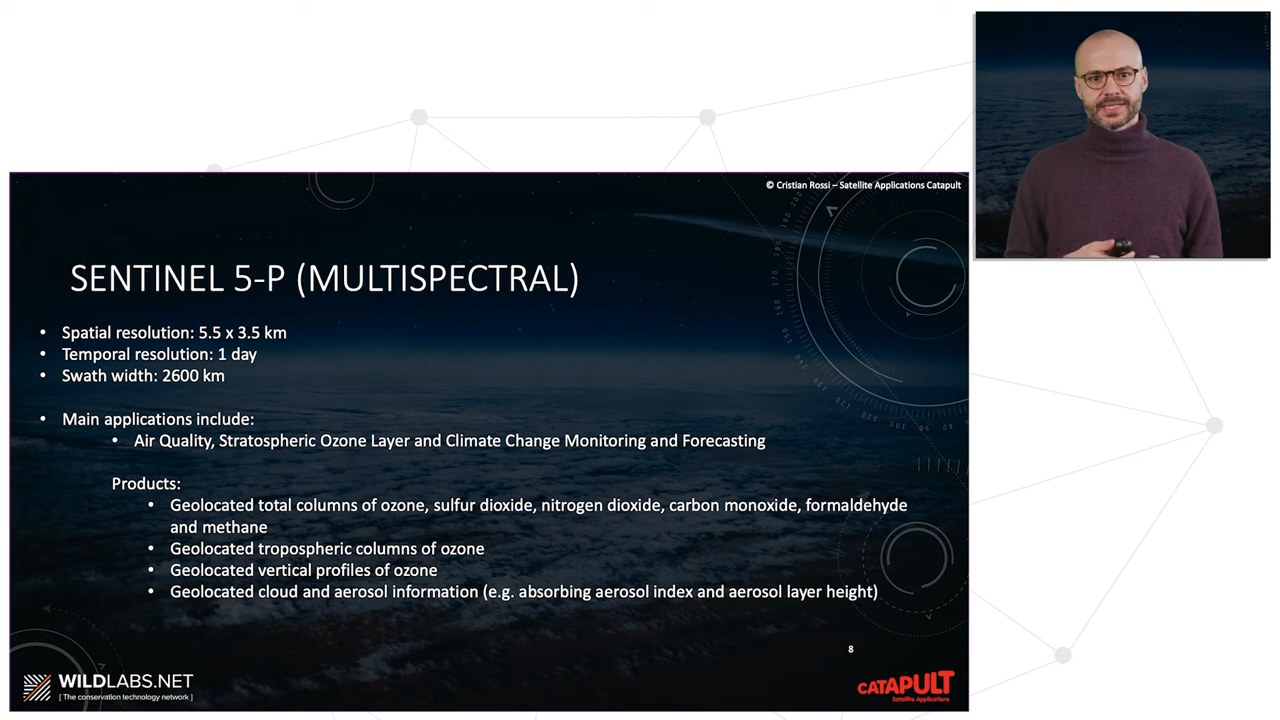 © Cristian Rossi – Satellite Applications Catapult
SENTINEL 5-P (MULTISPECTRAL)
• Spatial resolution: 5.5 x 3.5 km
• Temporal resolution: 1 day
• Swath width: 2600 km
• Main applications include:
• Air Quality, Stratospheric Ozone Layer and Climate Change Monitoring and Forecasting
Products:
• Geolocated total columns of ozone, sulfur dioxide, nitrogen dioxide, carbon monoxide, formaldehyde
and methane
• Geolocated tropospheric columns of ozone
• Geolocated vertical profiles of ozone
• Geolocated cloud and aerosol information (e.g. absorbing aerosol index and aerosol layer height)
8
WILDLABS.NET
[ The conservation technology network ]
CATAPULT
Satellite Applications